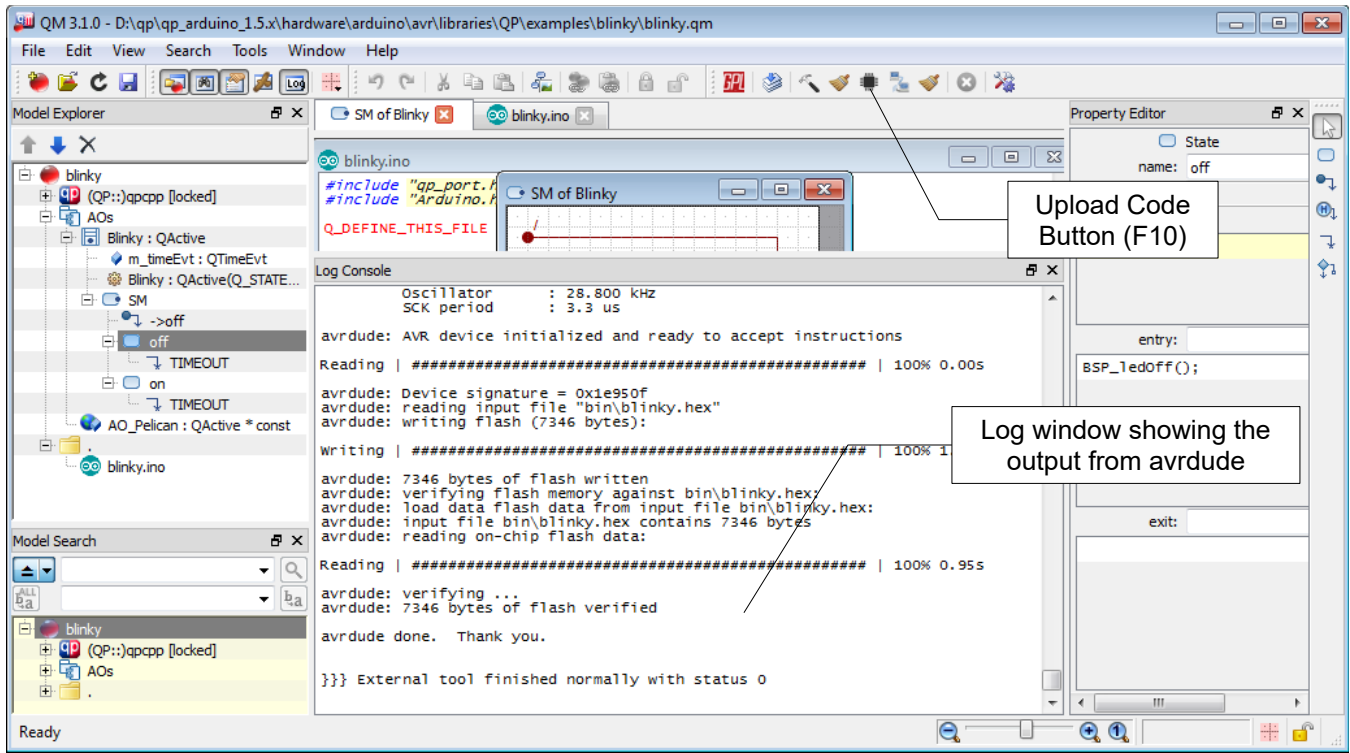 QM 3.1.0 - D:\qp\qp_arduino_1.5.x\hardware\arduino\avr\libraries\QP\examples\blinky\blinky.qm
File Edit View Search Tools Window Help
LOG
GPL
Model Explorer
blinky
(QP::)qpcpp [locked]
AOs
Blinky : QActive
m_timeEvt : QTimeEvt
Blinky : QActive(Q_STATE...
SM
->off
off
TIMEOUT
on
TIMEOUT
AO_Pelican : QActive * const
.
blinky.ino
Model Search
ALL
b a
b a
blinky
(QP::)qpcpp [locked]
AOs
.
SM of Blinky
blinky.ino
blinky.ino
#include "qp_port.h
#include "Arduino.h
Q_DEFINE_THIS_FILE
SM of Blinky
/
Log Console
Oscillator : 28.800 kHz
SCK period : 3.3 us
avrdude: AVR device initialized and ready to accept instructions
Reading | ################################################## | 100% 0.00s
avrdude: Device signature = 0x1e950f
avrdude: reading input file "bin\blinky.hex"
avrdude: writing flash (7346 bytes):
Writing | ################################################## | 100% 1.
avrdude: 7346 bytes of flash written
avrdude: verifying flash memory against bin\blinky.hex:
avrdude: load data flash data from input file bin\blinky.hex:
avrdude: input file bin\blinky.hex contains 7346 bytes
avrdude: reading on-chip flash data:
Reading | ################################################## | 100% 0.95s
avrdude: verifying ...
avrdude: 7346 bytes of flash verified
avrdude done. Thank you.
}}} External tool finished normally with status 0
Property Editor
State
name: off
entry:
BSP_ledOff();
exit:
Upload Code
Button (F10)
Log window showing the
output from avrdude
H
1
Ready